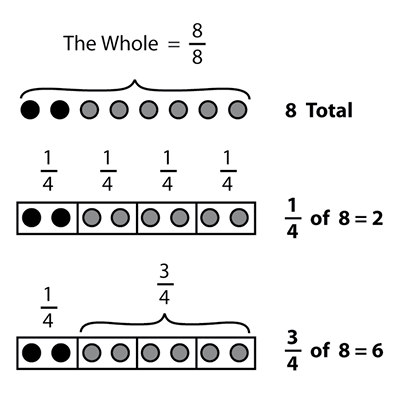 The Whole = 8/8
8 Total
1/4 1/4 1/4 1/4
1/4 of 8 = 2
1/4 3/4
3/4 of 8 = 6